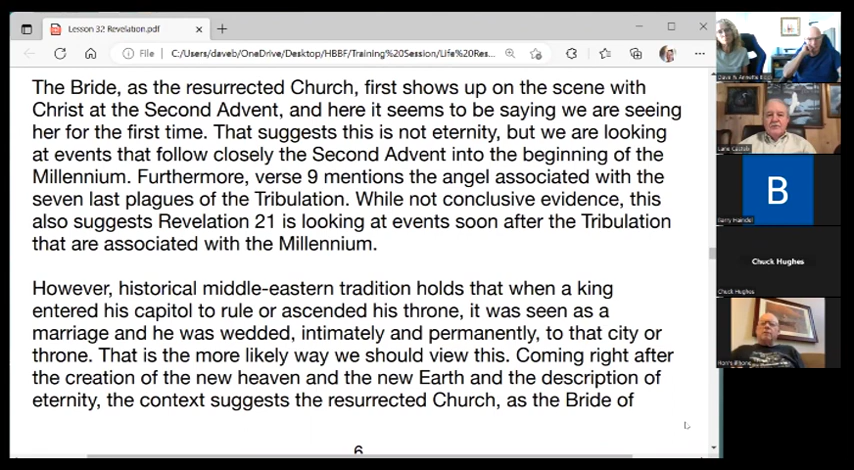 Lesson 32 Revelation.pdf
File
C:/Users/daveb/OneDrive/Desktop/HBBF/Training%20Session/Life%20Res...
The Bride, as the resurrected Church, first shows up on the scene with
Christ at the Second Advent, and here it seems to be saying we are seeing
her for the first time. That suggests this is not eternity, but we are looking
at events that follow closely the Second Advent into the beginning of the
Millennium. Furthermore, verse 9 mentions the angel associated with the
seven last plagues of the Tribulation. While not conclusive evidence, this
also suggests Revelation 21 is looking at events soon after the Tribulation
that are associated with the Millennium.
However, historical middle-eastern tradition holds that when a king
entered his capitol to rule or ascended his throne, it was seen as a
marriage and he was wedded, intimately and permanently, to that city or
throne. That is the more likely way we should view this. Coming right after
the creation of the new heaven and the new Earth and the description of
eternity, the context suggests the resurrected Church, as the Bride of
6
B
Chuck Hughes
Chuck Hughes